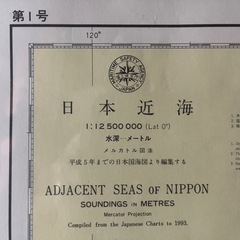 第1号
120°
MARITIME SAFETY AGENCY
日本近海
1:12 500 000 (Lat 0°)
水深—メートル
メルカトル図法
平成5年までの日本国海図より編集する
ADJACENT SEAS OF NIPPON
SOUNDINGS IN METRES
Mercator Projection
Compiled from the Japanese Charts to 1993.